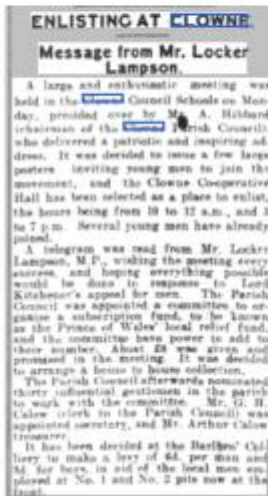 ENLISTING AT CLOWNE.
Message from Mr. Locker
Lampson.
A large and enthusiastic meeting was
held in the Clowne Council Schools on Mon-
day, presided over by Mr. A. Hibbard
(chairman of the Clowne Parish Council)
who delivered a patriotic and inspiring ad-
dress. It was decided to issue a few large
posters inviting young men to join the
movement, and the Clowne Co-operative
Hall has been selected as a place to enlist,
the hours being from 10 to 12 a.m., and 3
to 7 p.m. Several young men have already
joined.
A telegram was read from Mr. Locker
Lampson, M.P., wishing the meeting every
success, and hoping everything possible
would be done in response to Lord
Kitchener's appeal for men. The Parish
Council was appointed a committee to or-
ganise a subscription fund, to be known
as the Prince of Wales' local relief fund,
and the committee have power to add to
their number. About £8 was given and
promised in the meeting. It was decided
to arrange a house to house collection.
The Parish Council afterwards nominated
thirty influential gentlemen in the parish
to work with the committee. Mr. G. H.
Calow (clerk to the Parish Council) was
appointed secretary, and Mr. Arthur Calow
treasurer.
It has been decided at the Barlbro' Col-
liery to make a levy of 6d. per man and
3d. for boys, in aid of the local men em-
ployed at No. 1 and No. 2 pits now at the
front.